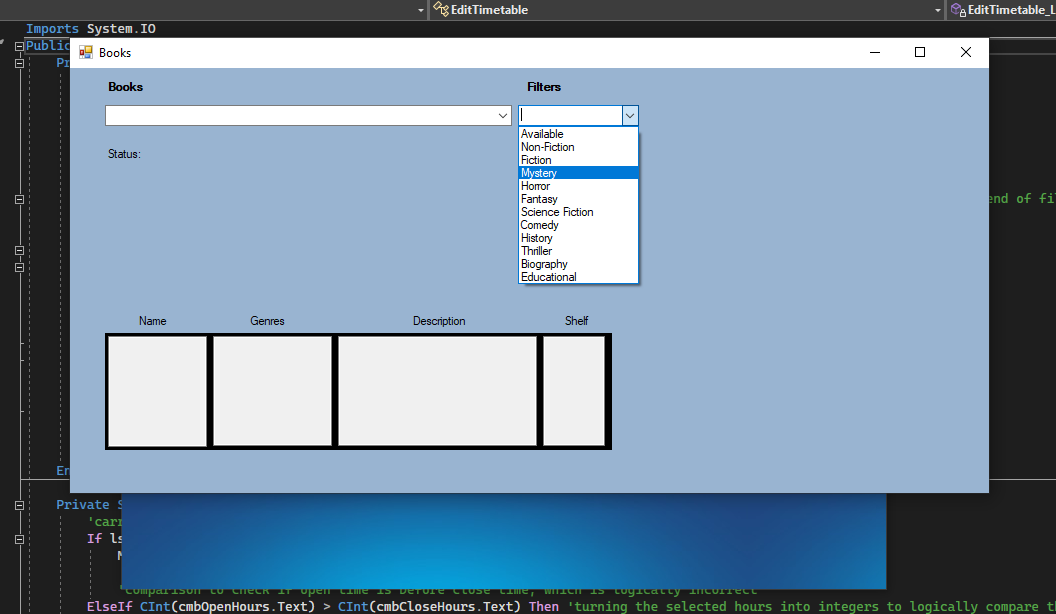 EditTimetable EditTimetable_L
Imports System.IO
Public
Books
Pr
Books Filters
Available
Status:
Non-Fiction
Fiction
Mystery
Horror
end of fil
Fantasy
Science Fiction
Comedy
History
Thriller
Biography
Educational
Name Genres Description Shelf
En
Private S
'carr
If ls
M
'comparison to check if open time is before close time, which is logically incorrect
ElseIf CInt(cmbOpenHours.Text) > CInt(cmbCloseHours.Text) Then 'turning the selected hours into integers to logically compare t